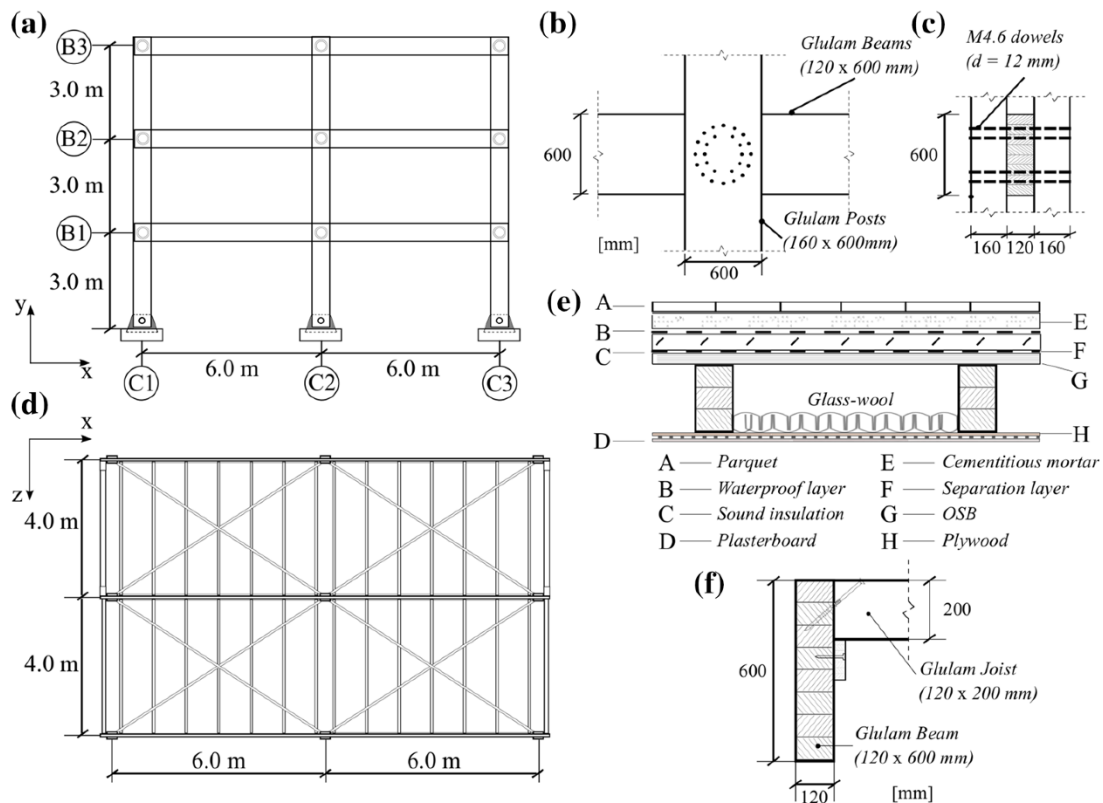 (a)
B3
3.0 m
B2
3.0 m
B1
3.0 m
y
x
6.0 m
6.0 m
C1
C2
C3
(b)
Glulam Beams
(120 x 600 mm)
600
Glulam Posts
(160 x 600mm)
[mm]
600
(c)
M4.6 dowels
(d = 12 mm)
600
160
120
160
(d)
x
z
4.0 m
4.0 m
6.0 m
6.0 m
(e)
A
B
C
D
E
F
G
H
Glass-wool
A Parquet
B Waterproof layer
C Sound insulation
D Plasterboard
E Cementitious mortar
F Separation layer
G OSB
H Plywood
(f)
200
600
Glulam Joist
(120 x 200 mm)
Glulam Beam
(120 x 600 mm)
120
[mm]